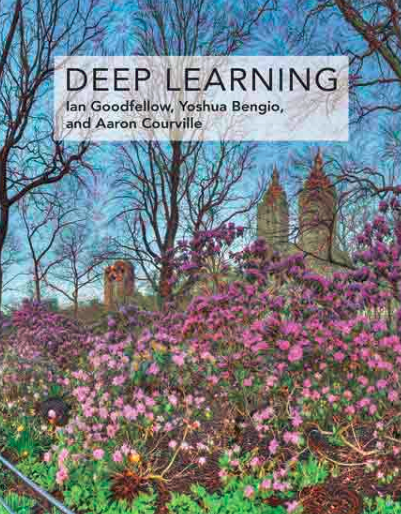 DEEP LEARNING
Ian Goodfellow, Yoshua Bengio,
and Aaron Courville